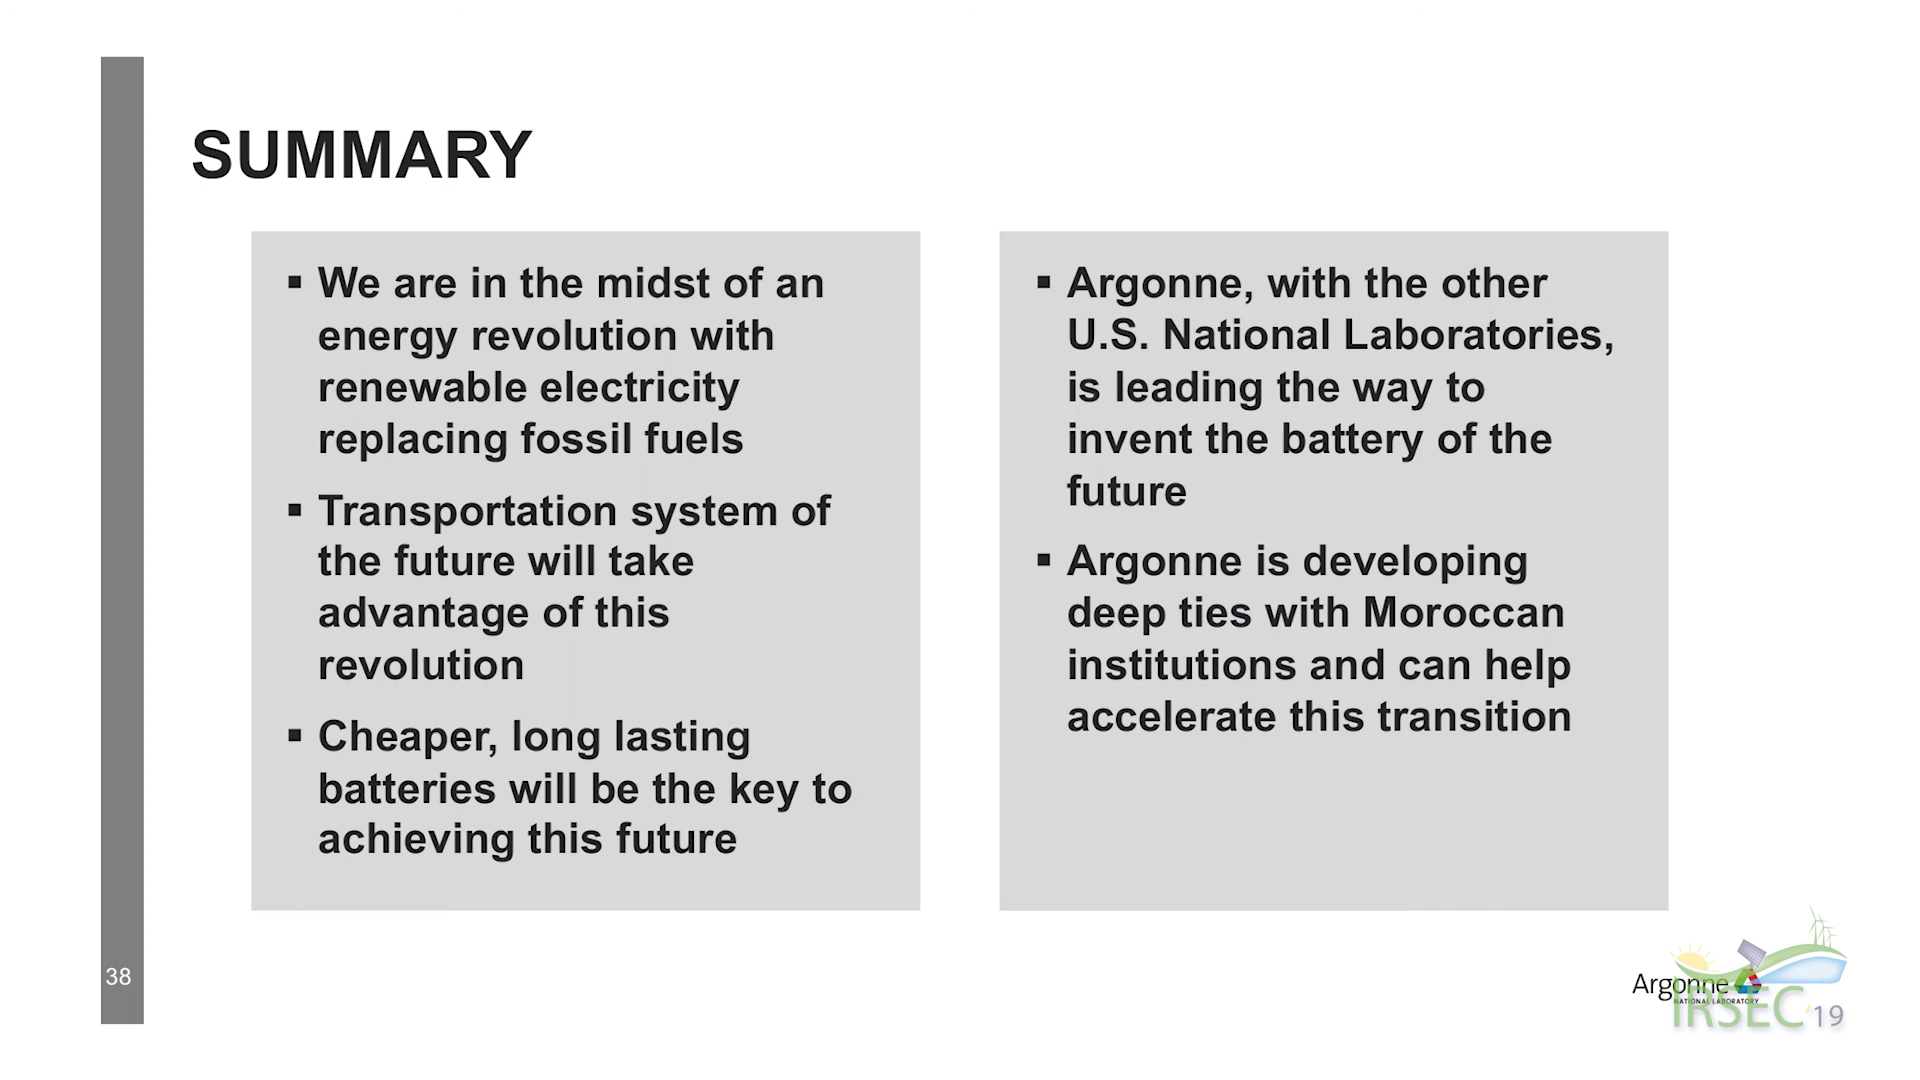 SUMMARY
▪ We are in the midst of an
energy revolution with
renewable electricity
replacing fossil fuels
▪ Transportation system of
the future will take
advantage of this
revolution
▪ Cheaper, long lasting
batteries will be the key to
achieving this future
▪ Argonne, with the other
U.S. National Laboratories,
is leading the way to
invent the battery of the
future
▪ Argonne is developing
deep ties with Moroccan
institutions and can help
accelerate this transition
38
Argonne
NATIONAL LABORATORY
IRSEC'19